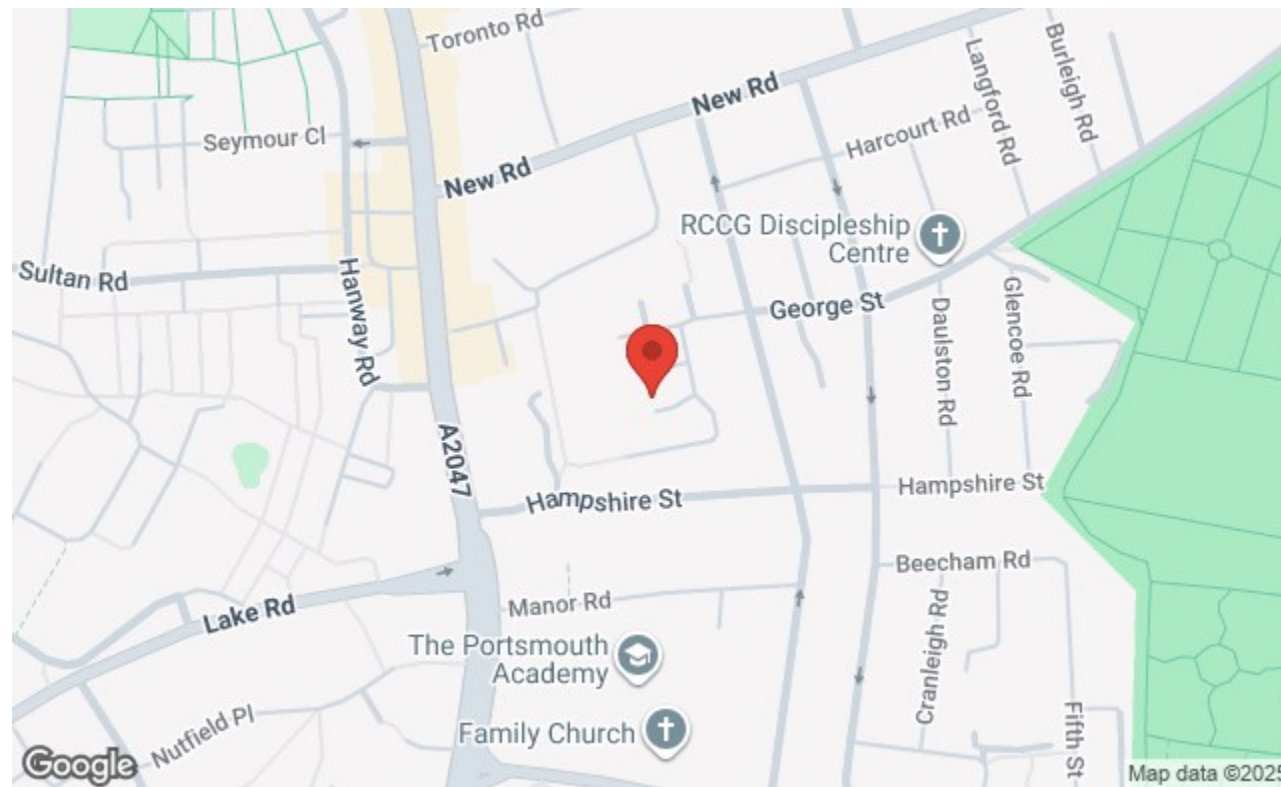 Toronto Rd
New Rd
Langford Rd
Burleigh Rd
Seymour Cl
Harcourt Rd
New Rd
RCCG Discipleship
Centre
Sultan Rd
Hanway Rd
George St
Daulston Rd
Glencoe Rd
A2047
Hampshire St
Hampshire St
Beecham Rd
Lake Rd
Manor Rd
Cranleigh Rd
The Portsmouth
Academy
Nutfield Pl
Family Church
Fifth St
Google
Map data ©2025